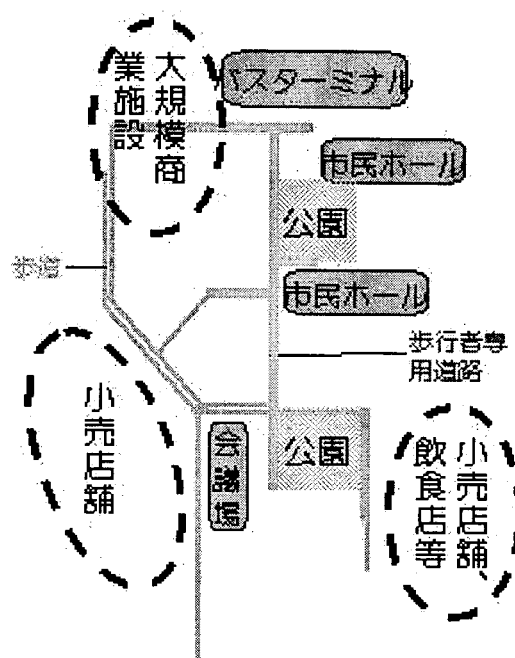 大規模商
業施設
バスターミナル
市民ホール
公園
歩道
市民ホール
歩行者専
用道路
小売店舗
会議場
公園
小売店舗
飲食店等